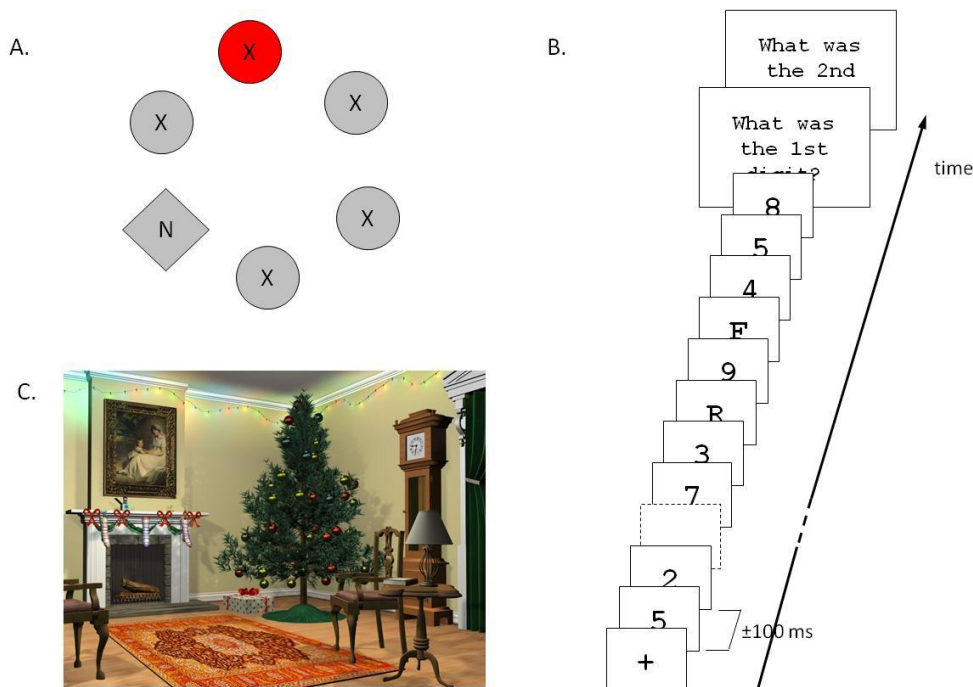 A.
X
X
X
N
X
X
B.
What was
the 2nd
What was
the 1st
digit?
time
8
5
4
F
9
R
3
7
2
5
±100 ms
+
C.